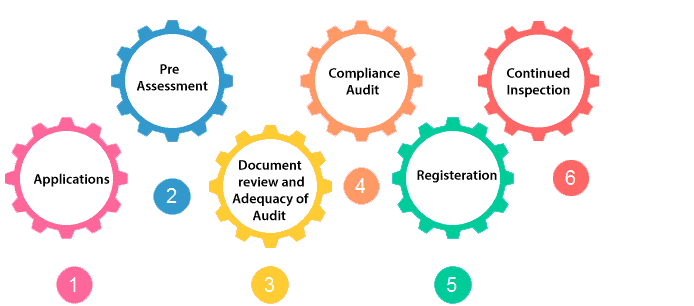 Applications
1
Pre
Assessment
2
Document
review and
Adequacy of
Audit
3
Compliance
Audit
4
Registeration
5
Continued
Inspection
6